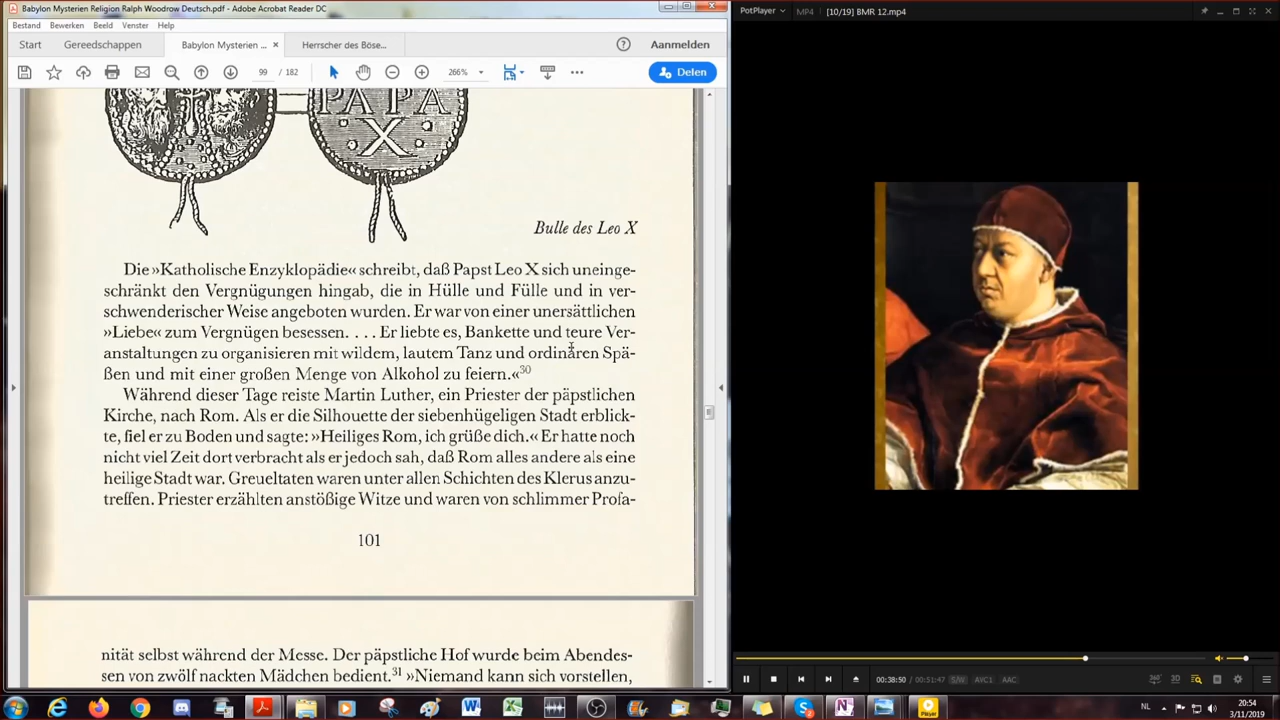 Babylon Mysterien Religion Ralph Woodrow Deutsch.pdf - Adobe Acrobat Reader DC
Bestand Bewerken Beeld Venster Help
Start Gereedschappen Babylon Mysterien ... × Herrscher des Böse... ? Aanmelden
99 / 182 266% Delen
PAPA
X
Bulle des Leo X
Die »Katholische Enzyklopädie« schreibt, daß Papst Leo X sich uneinge-
schränkt den Vergnügungen hingab, die in Hülle und Fülle und in ver-
schwenderischer Weise angeboten wurden. Er war von einer unersättlichen
»Liebe« zum Vergnügen besessen. . . . Er liebte es, Bankette und teure Ver-
anstaltungen zu organisieren mit wildem, lautem Tanz und ordinären Spä-
ßen und mit einer großen Menge von Alkohol zu feiern.«30
Während dieser Tage reiste Martin Luther, ein Priester der päpstlichen
Kirche, nach Rom. Als er die Silhouette der siebenhügeligen Stadt erblick-
te, fiel er zu Boden und sagte: »Heiliges Rom, ich grüße dich.« Er hatte noch
nicht viel Zeit dort verbracht als er jedoch sah, daß Rom alles andere als eine
heilige Stadt war. Greueltaten waren unter allen Schichten des Klerus anzu-
treffen. Priester erzählten anstößige Witze und waren von schlimmer Profa-
101
nität selbst während der Messe. Der päpstliche Hof wurde beim Abendes-
sen von zwölf nackten Mädchen bedient.31 »Niemand kann sich vorstellen,
PotPlayer MP4 [10/19] BMR 12.mp4
00:38:50 / 00:51:47 S/W AVC1 AAC
NL 20:54
3/11/2019